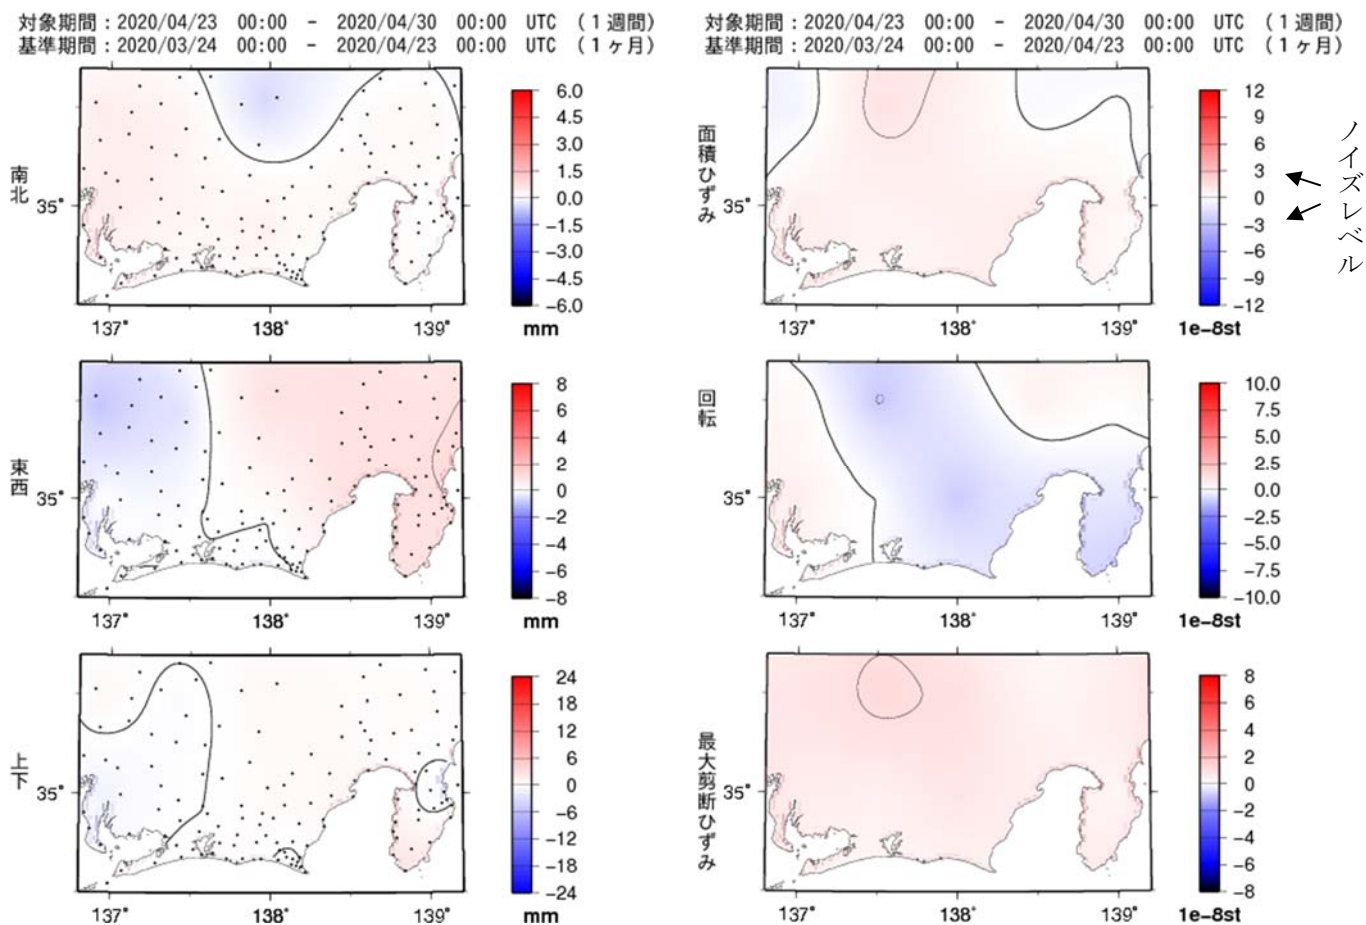 対象期間:2020/04/23 00:00 - 2020/04/30 00:00 UTC (1週間)
基準期間:2020/03/24 00:00 - 2020/04/23 00:00 UTC (1ヶ月)
南北
35°
137° 138° 139°
6.0
4.5
3.0
1.5
0.0
-1.5
-3.0
-4.5
-6.0
mm
東西
35°
137° 138° 139°
8
6
4
2
0
-2
-4
-6
-8
mm
上下
35°
137° 138° 139°
24
18
12
6
0
-6
-12
-18
-24
mm
対象期間:2020/04/23 00:00 - 2020/04/30 00:00 UTC (1週間)
基準期間:2020/03/24 00:00 - 2020/04/23 00:00 UTC (1ヶ月)
面積ひずみ
35°
137° 138° 139°
12
9
6
3
0
-3
-6
-9
-12
1e-8st
ノイズレベル
回転
35°
137° 138° 139°
10.0
7.5
5.0
2.5
0.0
-2.5
-5.0
-7.5
-10.0
1e-8st
最大剪断ひずみ
35°
137° 138° 139°
8
6
4
2
0
-2
-4
-6
-8
1e-8st